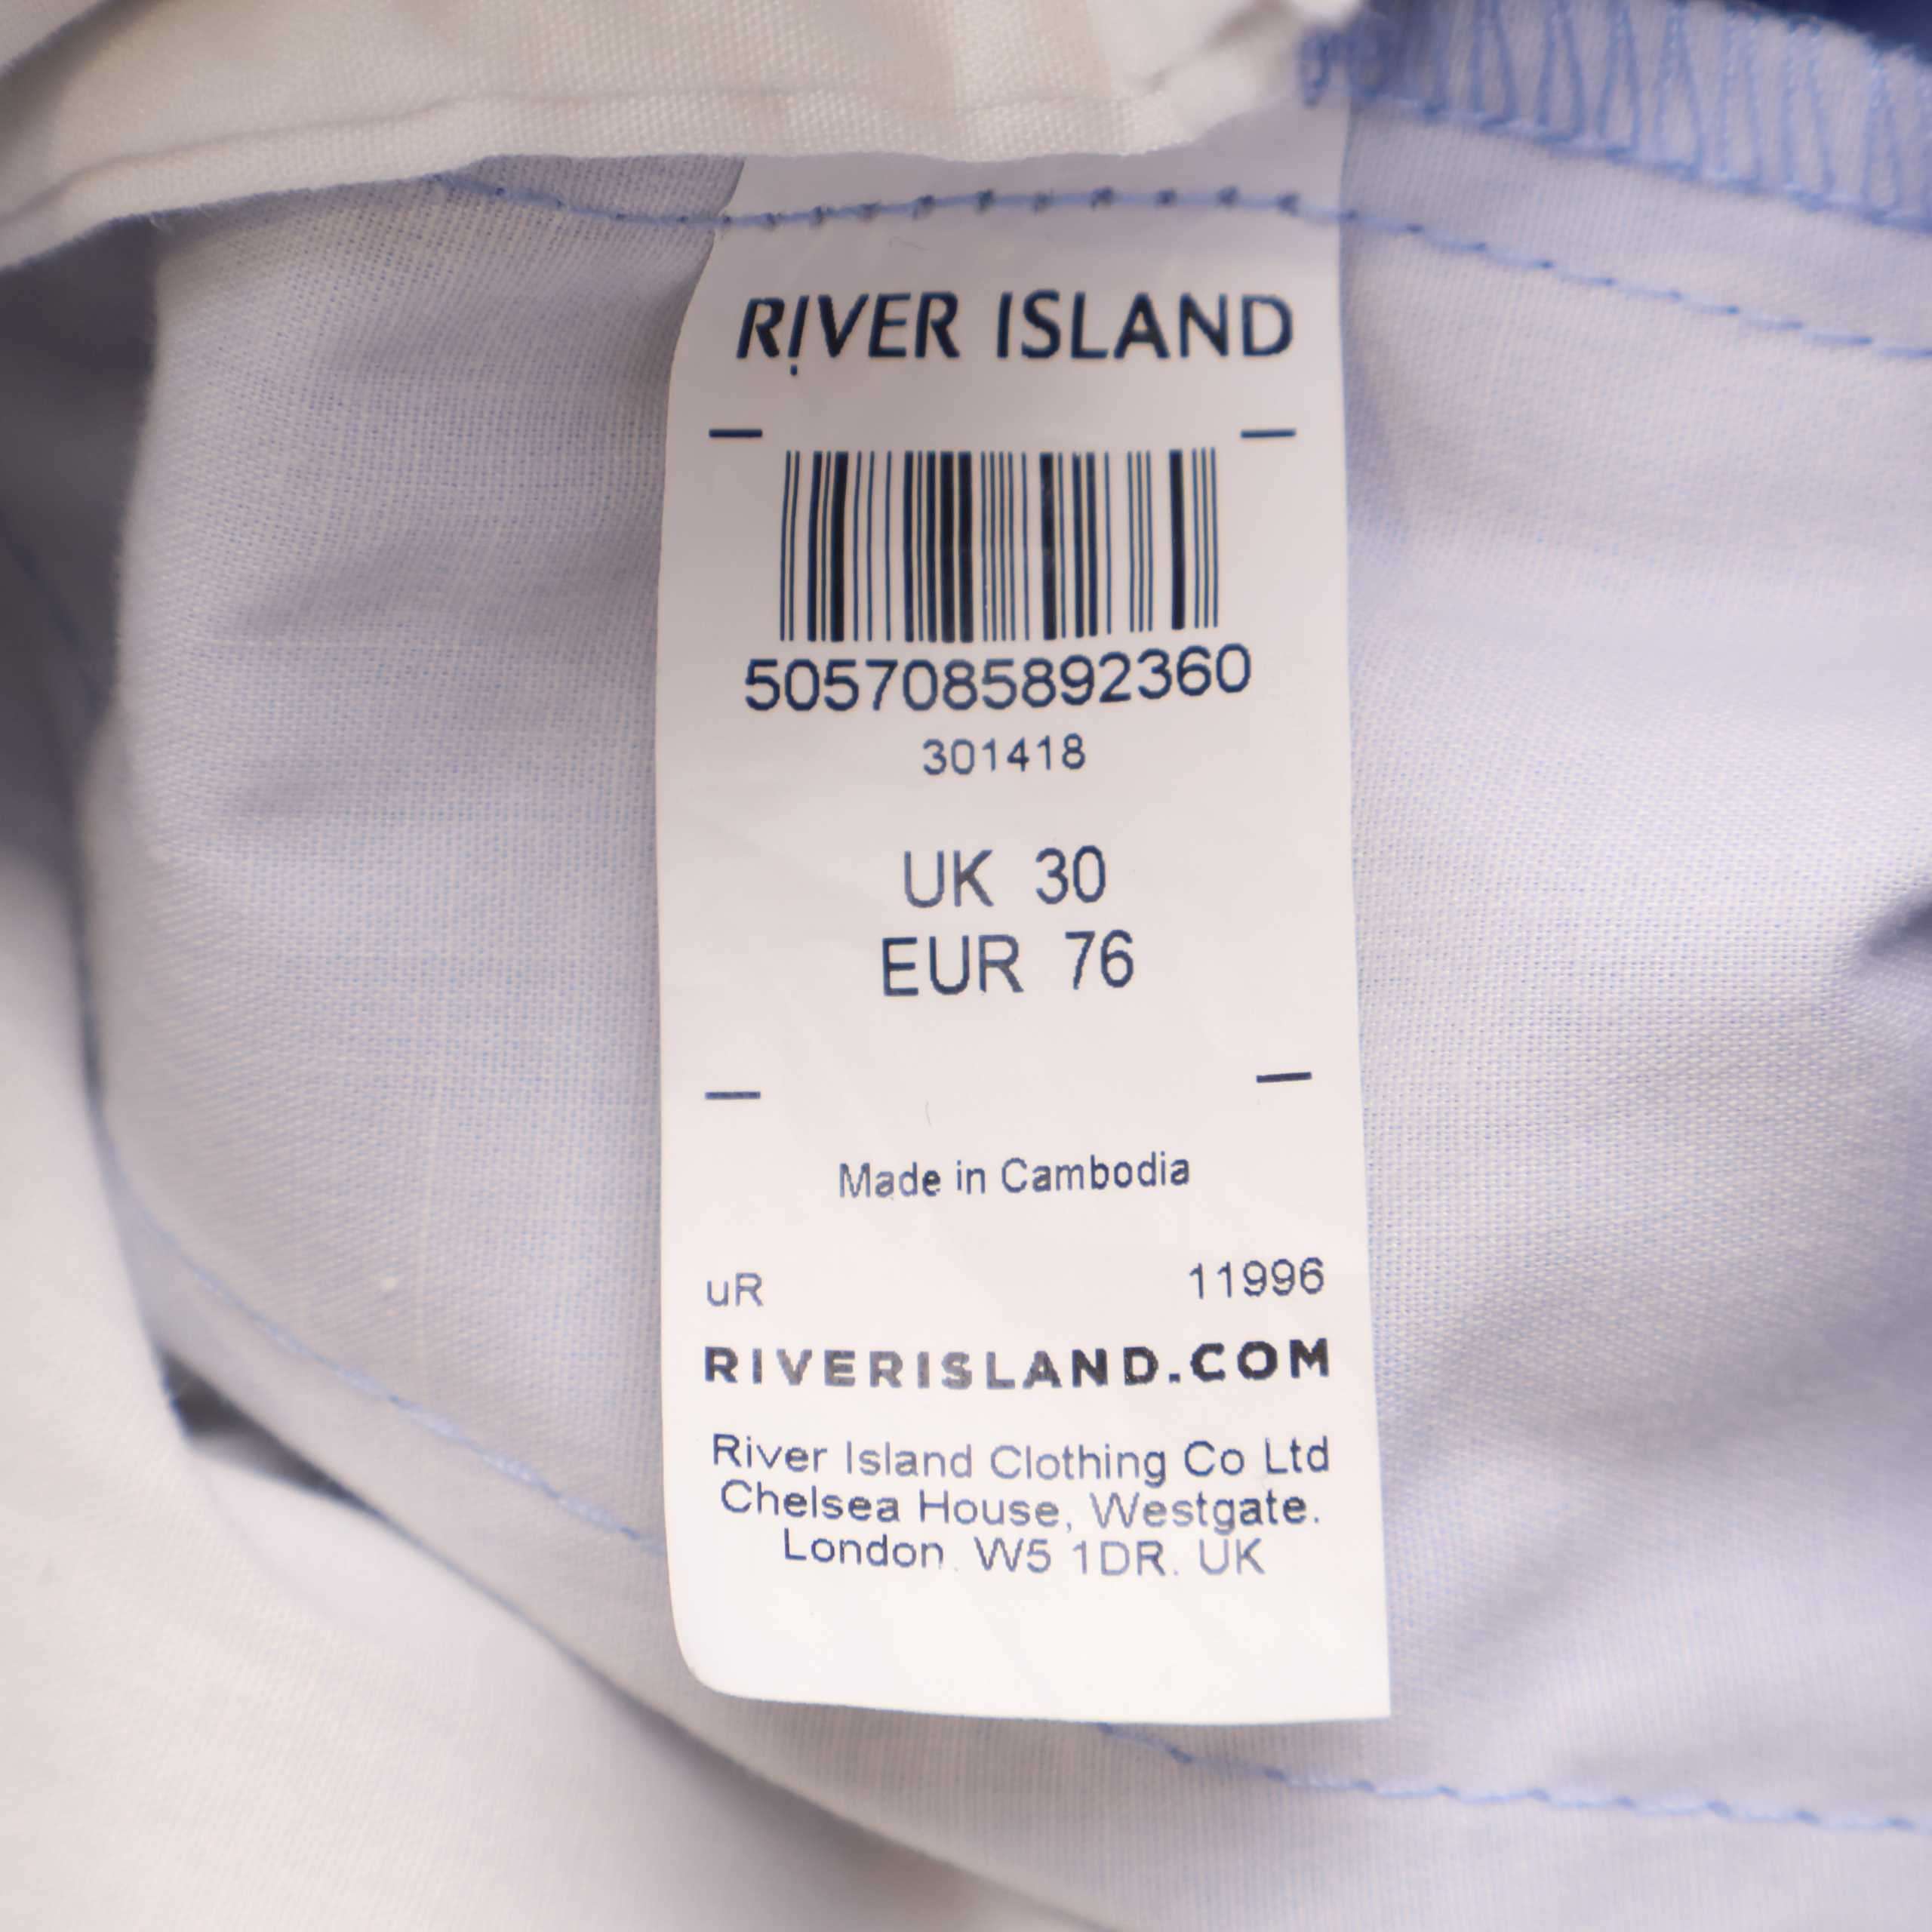 RIVER ISLAND
5057085892360
301418
UK 30
EUR 76
Made in Cambodia
uR 11996
RIVERISLAND.COM
River Island Clothing Co Ltd
Chelsea House, Westgate.
London. W5 1DR. UK